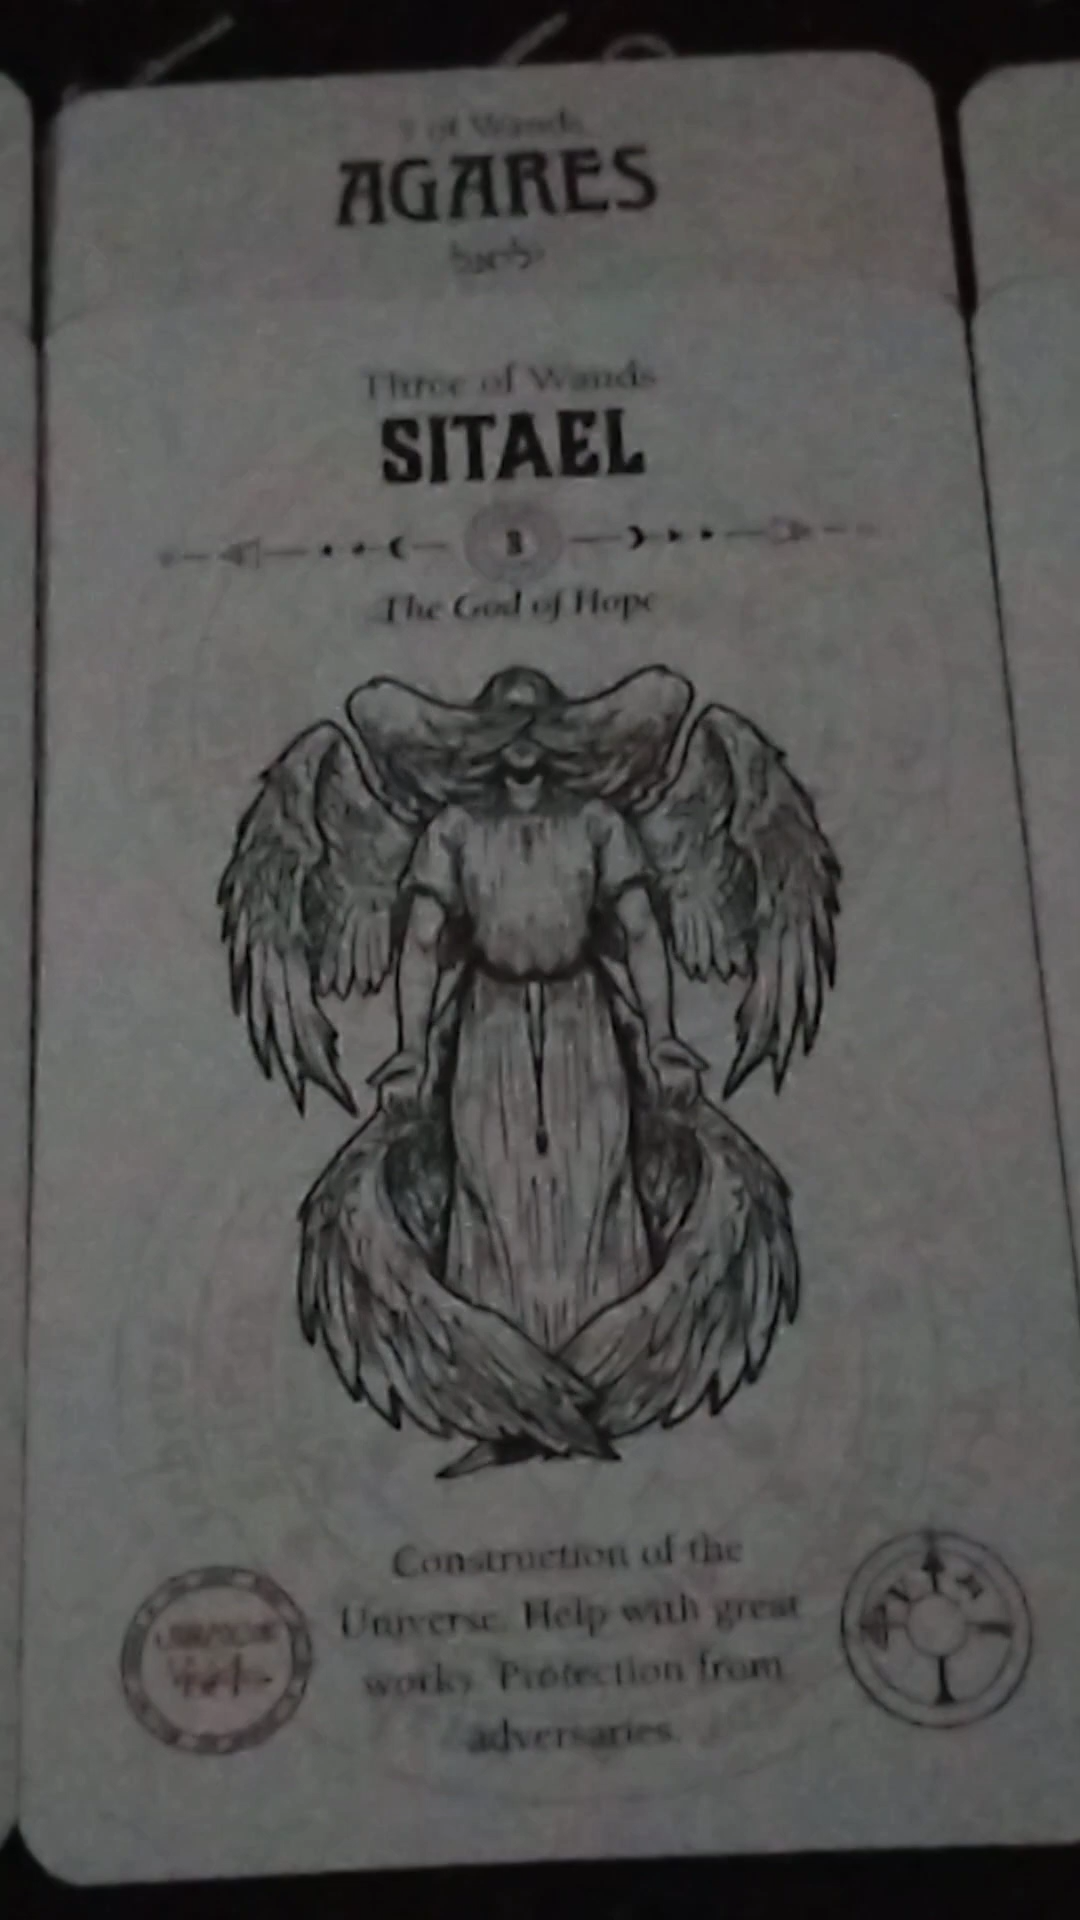 of Wands
AGARES
Three of Wands
SITAEL
3
The God of Hope
Construction of the
Universe. Help with great
works. Protection from
adversaries.